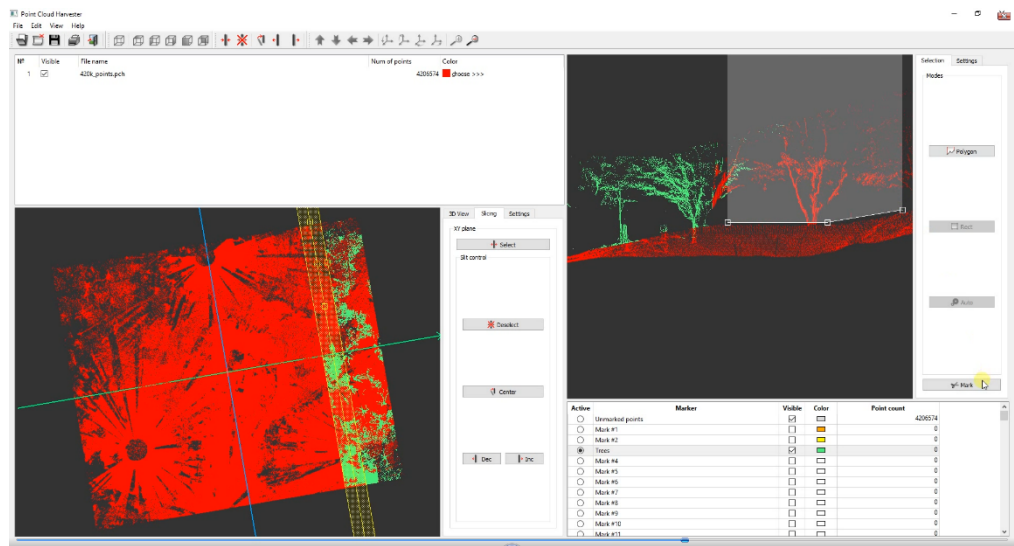 Point Cloud Harvester
File Edit View Help
Nº Visible File name Num of points Color
1 420k_points.pch 4206574 choose >>>
3D View Slicing Settings
XY plane
Select
Slit control
Deselect
Center
Dec Inc
Selection Settings
Modes
Polygon
Rect
Auto
Mark
Active Marker Visible Color Point count
Unmarked points 4206574
Mark #1 0
Mark #2 0
Trees 0
Mark #4 0
Mark #5 0
Mark #6 0
Mark #7 0
Mark #8 0
Mark #9 0
Mark #10 0
Mark #11 0